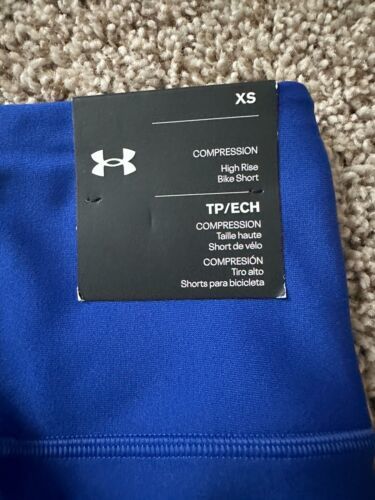 XS
COMPRESSION
High Rise
Bike Short
TP/ECH
COMPRESSION
Taille haute
Short de vélo
COMPRESIÓN
Tiro alto
Shorts para bicicleta